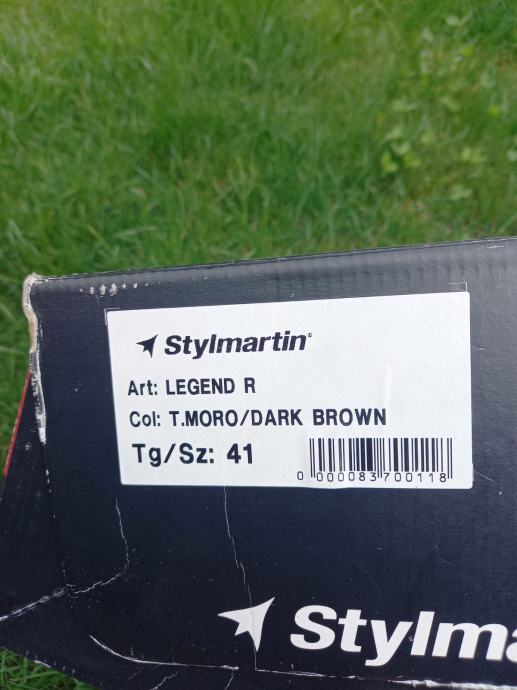 Stylmartin®
Art: LEGEND R
Col: T.MORO/DARK BROWN
Tg/Sz: 41
0 000083 700118
Stylma